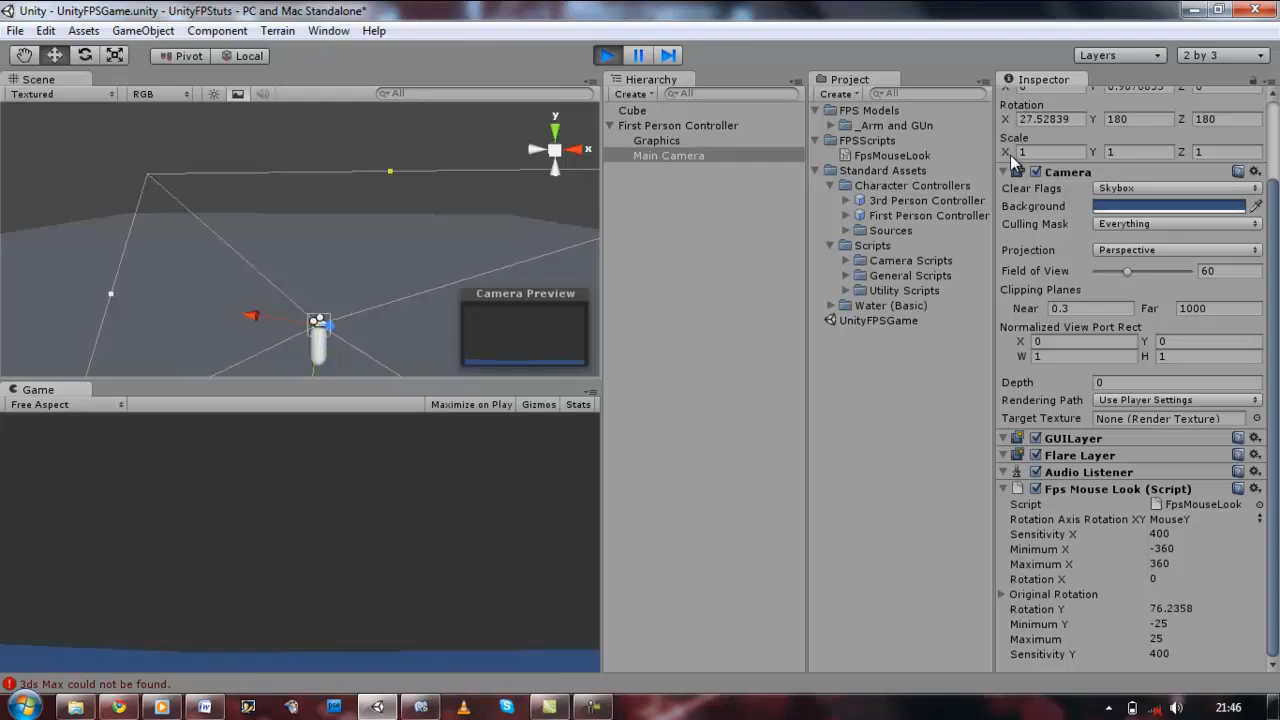 Unity - UnityFPSGame.unity - UnityFPStuts - PC and Mac Standalone*
File Edit Assets GameObject Component Terrain Window Help
Pivot Local Layers 2 by 3
Scene
Textured RGB All
y
x
Camera Preview
Game
Free Aspect Maximize on Play Gizmos Stats
Hierarchy
Create All
Cube
First Person Controller
Graphics
Main Camera
Project
Create All
FPS Models
_Arm and GUn
FPSScripts
FpsMouseLook
Standard Assets
Character Controllers
3rd Person Controller
First Person Controller
Sources
Scripts
Camera Scripts
General Scripts
Utility Scripts
Water (Basic)
UnityFPSGame
Inspector
Rotation
X 27.52839 Y 180 Z 180
Scale
X 1 Y 1 Z 1
Camera
Clear Flags Skybox
Background
Culling Mask Everything
Projection Perspective
Field of View 60
Clipping Planes
Near 0.3 Far 1000
Normalized View Port Rect
X 0 Y 0
W 1 H 1
Depth 0
Rendering Path Use Player Settings
Target Texture None (Render Texture)
GUILayer
Flare Layer
Audio Listener
Fps Mouse Look (Script)
Script FpsMouseLook
Rotation Axis Rotation XY MouseY
Sensitivity X 400
Minimum X -360
Maximum X 360
Rotation X 0
Original Rotation
Rotation Y 76.2358
Minimum Y -25
Maximum 25
Sensitivity Y 400
3ds Max could not be found.
21:46